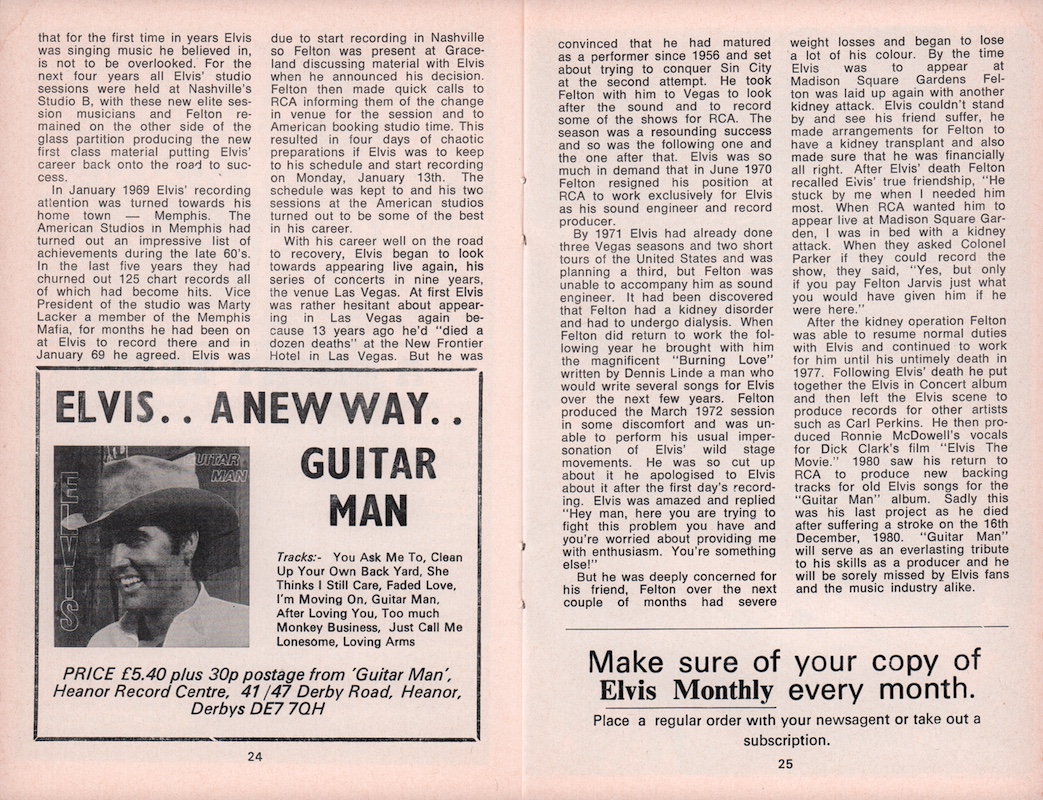 that for the first time in years Elvis
was singing music he believed in,
is not to be overlooked. For the
next four years all Elvis' studio
sessions were held at Nashville's
Studio B, with these new elite ses-
sion musicians and Felton re-
mained on the other side of the
glass partition producing the new
first class material putting Elvis'
career back onto the road to suc-
cess.
In January 1969 Elvis' recording
attention was turned towards his
home town — Memphis. The
American Studios in Memphis had
turned out an impressive list of
achievements during the late 60's.
In the last five years they had
churned out 125 chart records all
of which had become hits. Vice
President of the studio was Marty
Lacker a member of the Memphis
Mafia, for months he had been on
at Elvis to record there and in
January 69 he agreed. Elvis was
due to start recording in Nashville
so Felton was present at Grace-
land discussing material with Elvis
when he announced his decision.
Felton then made quick calls to
RCA informing them of the change
in venue for the session and to
American booking studio time. This
resulted in four days of chaotic
preparations if Elvis was to keep
to his schedule and start recording
on Monday, January 13th. The
schedule was kept to and his two
sessions at the American studios
turned out to be some of the best
in his career.
With his career well on the road
to recovery, Elvis began to look
towards appearing live again, his
series of concerts in nine years,
the venue Las Vegas. At first Elvis
was rather hesitant about appear-
ing in Las Vegas again be-
cause 13 years ago he'd "died a
dozen deaths" at the New Frontier
Hotel in Las Vegas. But he was
ELVIS.. A NEW WAY..
GUITAR
MAN
ELVIS
GUITAR
MAN
Tracks:- You Ask Me To, Clean
Up Your Own Back Yard, She
Thinks I Still Care, Faded Love,
I'm Moving On, Guitar Man,
After Loving You, Too much
Monkey Business, Just Call Me
Lonesome, Loving Arms
PRICE £5.40 plus 30p postage from 'Guitar Man',
Heanor Record Centre, 41/47 Derby Road, Heanor,
Derbys DE7 7QH
24
convinced that he had matured
as a performer since 1956 and set
about trying to conquer Sin City
at the second attempt. He took
Felton with him to Vegas to look
after the sound and to record
some of the shows for RCA. The
season was a resounding success
and so was the following one and
the one after that. Elvis was so
much in demand that in June 1970
Felton resigned his position at
RCA to work exclusively for Elvis
as his sound engineer and record
producer.
By 1971 Elvis had already done
three Vegas seasons and two short
tours of the United States and was
planning a third, but Felton was
unable to accompany him as sound
engineer. It had been discovered
that Felton had a kidney disorder
and had to undergo dialysis. When
Felton did return to work the fol-
lowing year he brought with him
the magnificent "Burning Love"
written by Dennis Linde a man who
would write several songs for Elvis
over the next few years. Felton
produced the March 1972 session
in some discomfort and was un-
able to perform his usual imper-
sonation of Elvis' wild stage
movements. He was so cut up
about it he apologised to Elvis
about it after the first day's record-
ing. Elvis was amazed and replied
"Hey man, here you are trying to
fight this problem you have and
you're worried about providing me
with enthusiasm. You're something
else!"
But he was deeply concerned for
his friend, Felton over the next
couple of months had severe
weight losses and began to lose
a lot of his colour. By the time
Elvis was to appear at
Madison Square Gardens Fel-
ton was laid up again with another
kidney attack. Elvis couldn't stand
by and see his friend suffer, he
made arrangements for Felton to
have a kidney transplant and also
made sure that he was financially
all right. After Elvis' death Felton
recalled Elvis' true friendship, "He
stuck by me when I needed him
most. When RCA wanted him to
appear live at Madison Square Gar-
den, I was in bed with a kidney
attack. When they asked Colonel
Parker if they could record the
show, they said, "Yes, but only
if you pay Felton Jarvis just what
you would have given him if he
were here."
After the kidney operation Felton
was able to resume normal duties
with Elvis and continued to work
for him until his untimely death in
1977. Following Elvis' death he put
together the Elvis in Concert album
and then left the Elvis scene to
produce records for other artists
such as Carl Perkins. He then pro-
duced Ronnie McDowell's vocals
for Dick Clark's film "Elvis The
Movie." 1980 saw his return to
RCA to produce new backing
tracks for old Elvis songs for the
"Guitar Man" album. Sadly this
was his last project as he died
after suffering a stroke on the 16th
December, 1980. "Guitar Man"
will serve as an everlasting tribute
to his skills as a producer and he
will be sorely missed by Elvis fans
and the music industry alike.
Make sure of your copy of
Elvis Monthly every month.
Place a regular order with your newsagent or take out a
subscription.
25